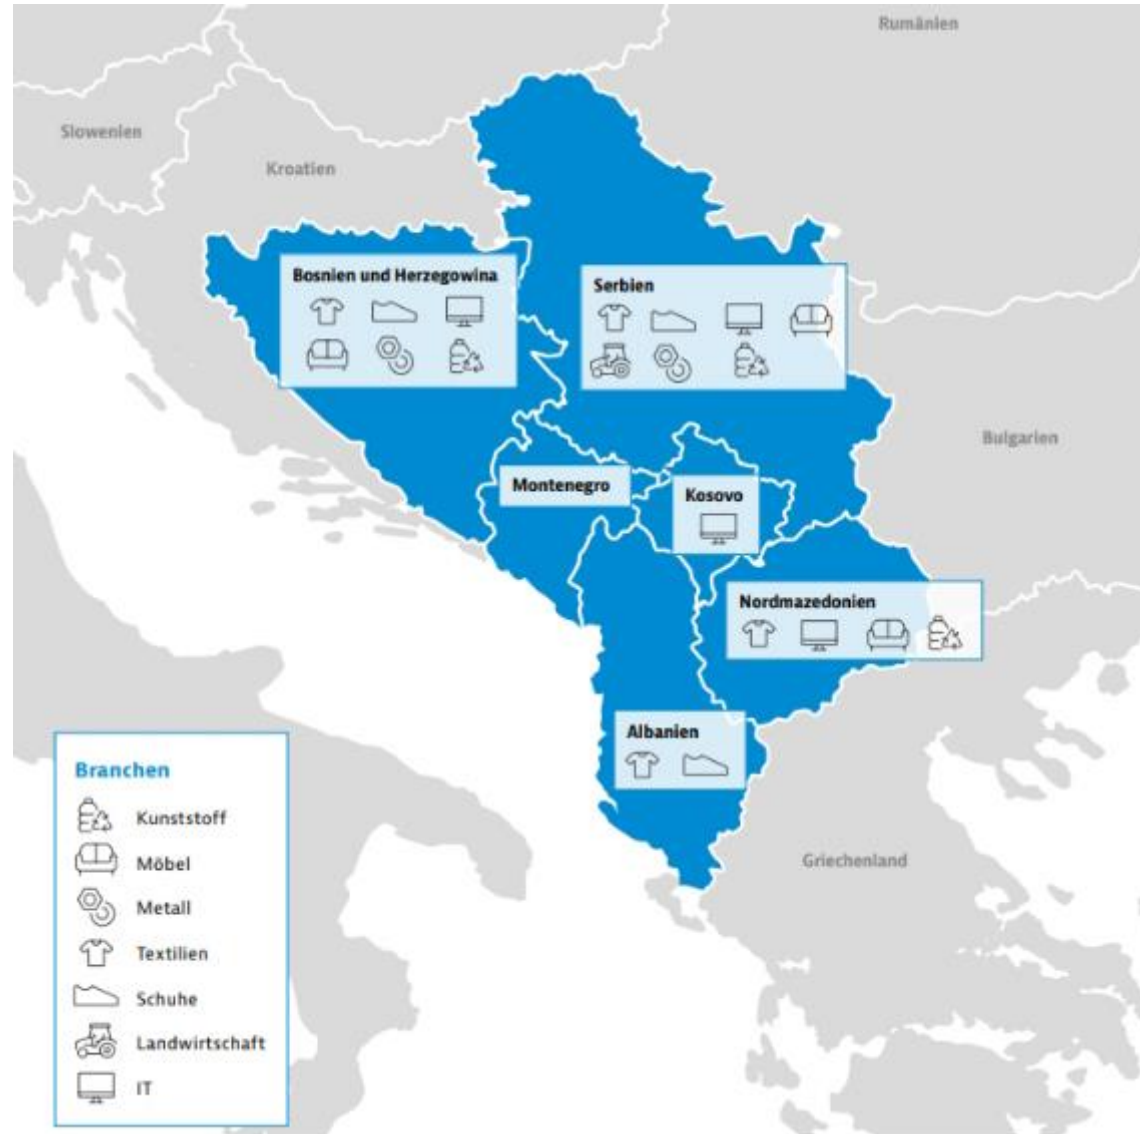 Rumänien
Slowenien
Kroatien
Bosnien und Herzegowina
Serbien
Bulgarien
Montenegro
Kosovo
Nordmazedonien
Albanien
Griechenland
Branchen
Kunststoff
Möbel
Metall
Textilien
Schuhe
Landwirtschaft
IT